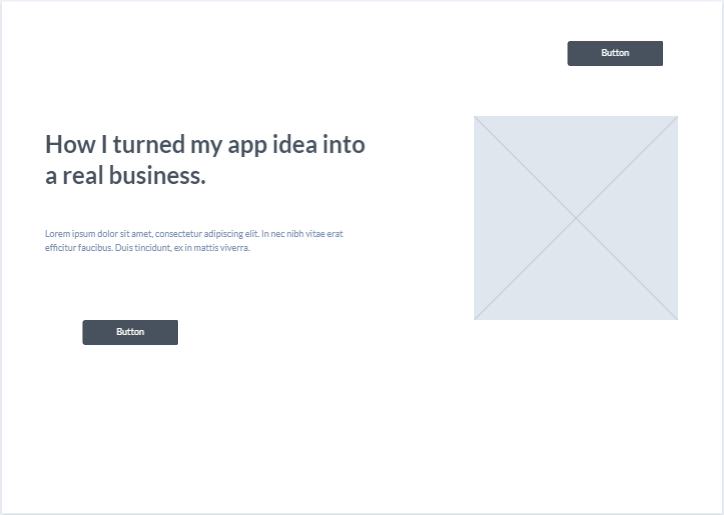 Button
How I turned my app idea into
a real business.
Lorem ipsum dolor sit amet, consectetur adipiscing elit. In nec nibh vitae erat
efficitur faucibus. Duis tincidunt, ex in mattis viverra.
Button